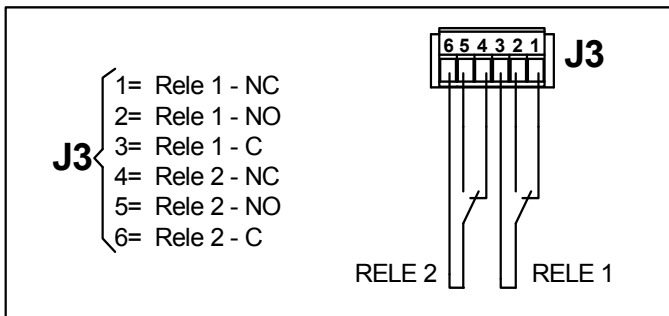 J3
1= Rele 1 - NC
2= Rele 1 - NO
3= Rele 1 - C
4= Rele 2 - NC
5= Rele 2 - NO
6= Rele 2 - C
6 5 4 3 2 1
J3
RELE 2
RELE 1